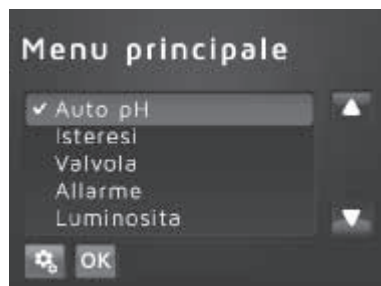 Menu principale
Auto pH
Isteresi
Valvola
Allarme
Luminosita
OK